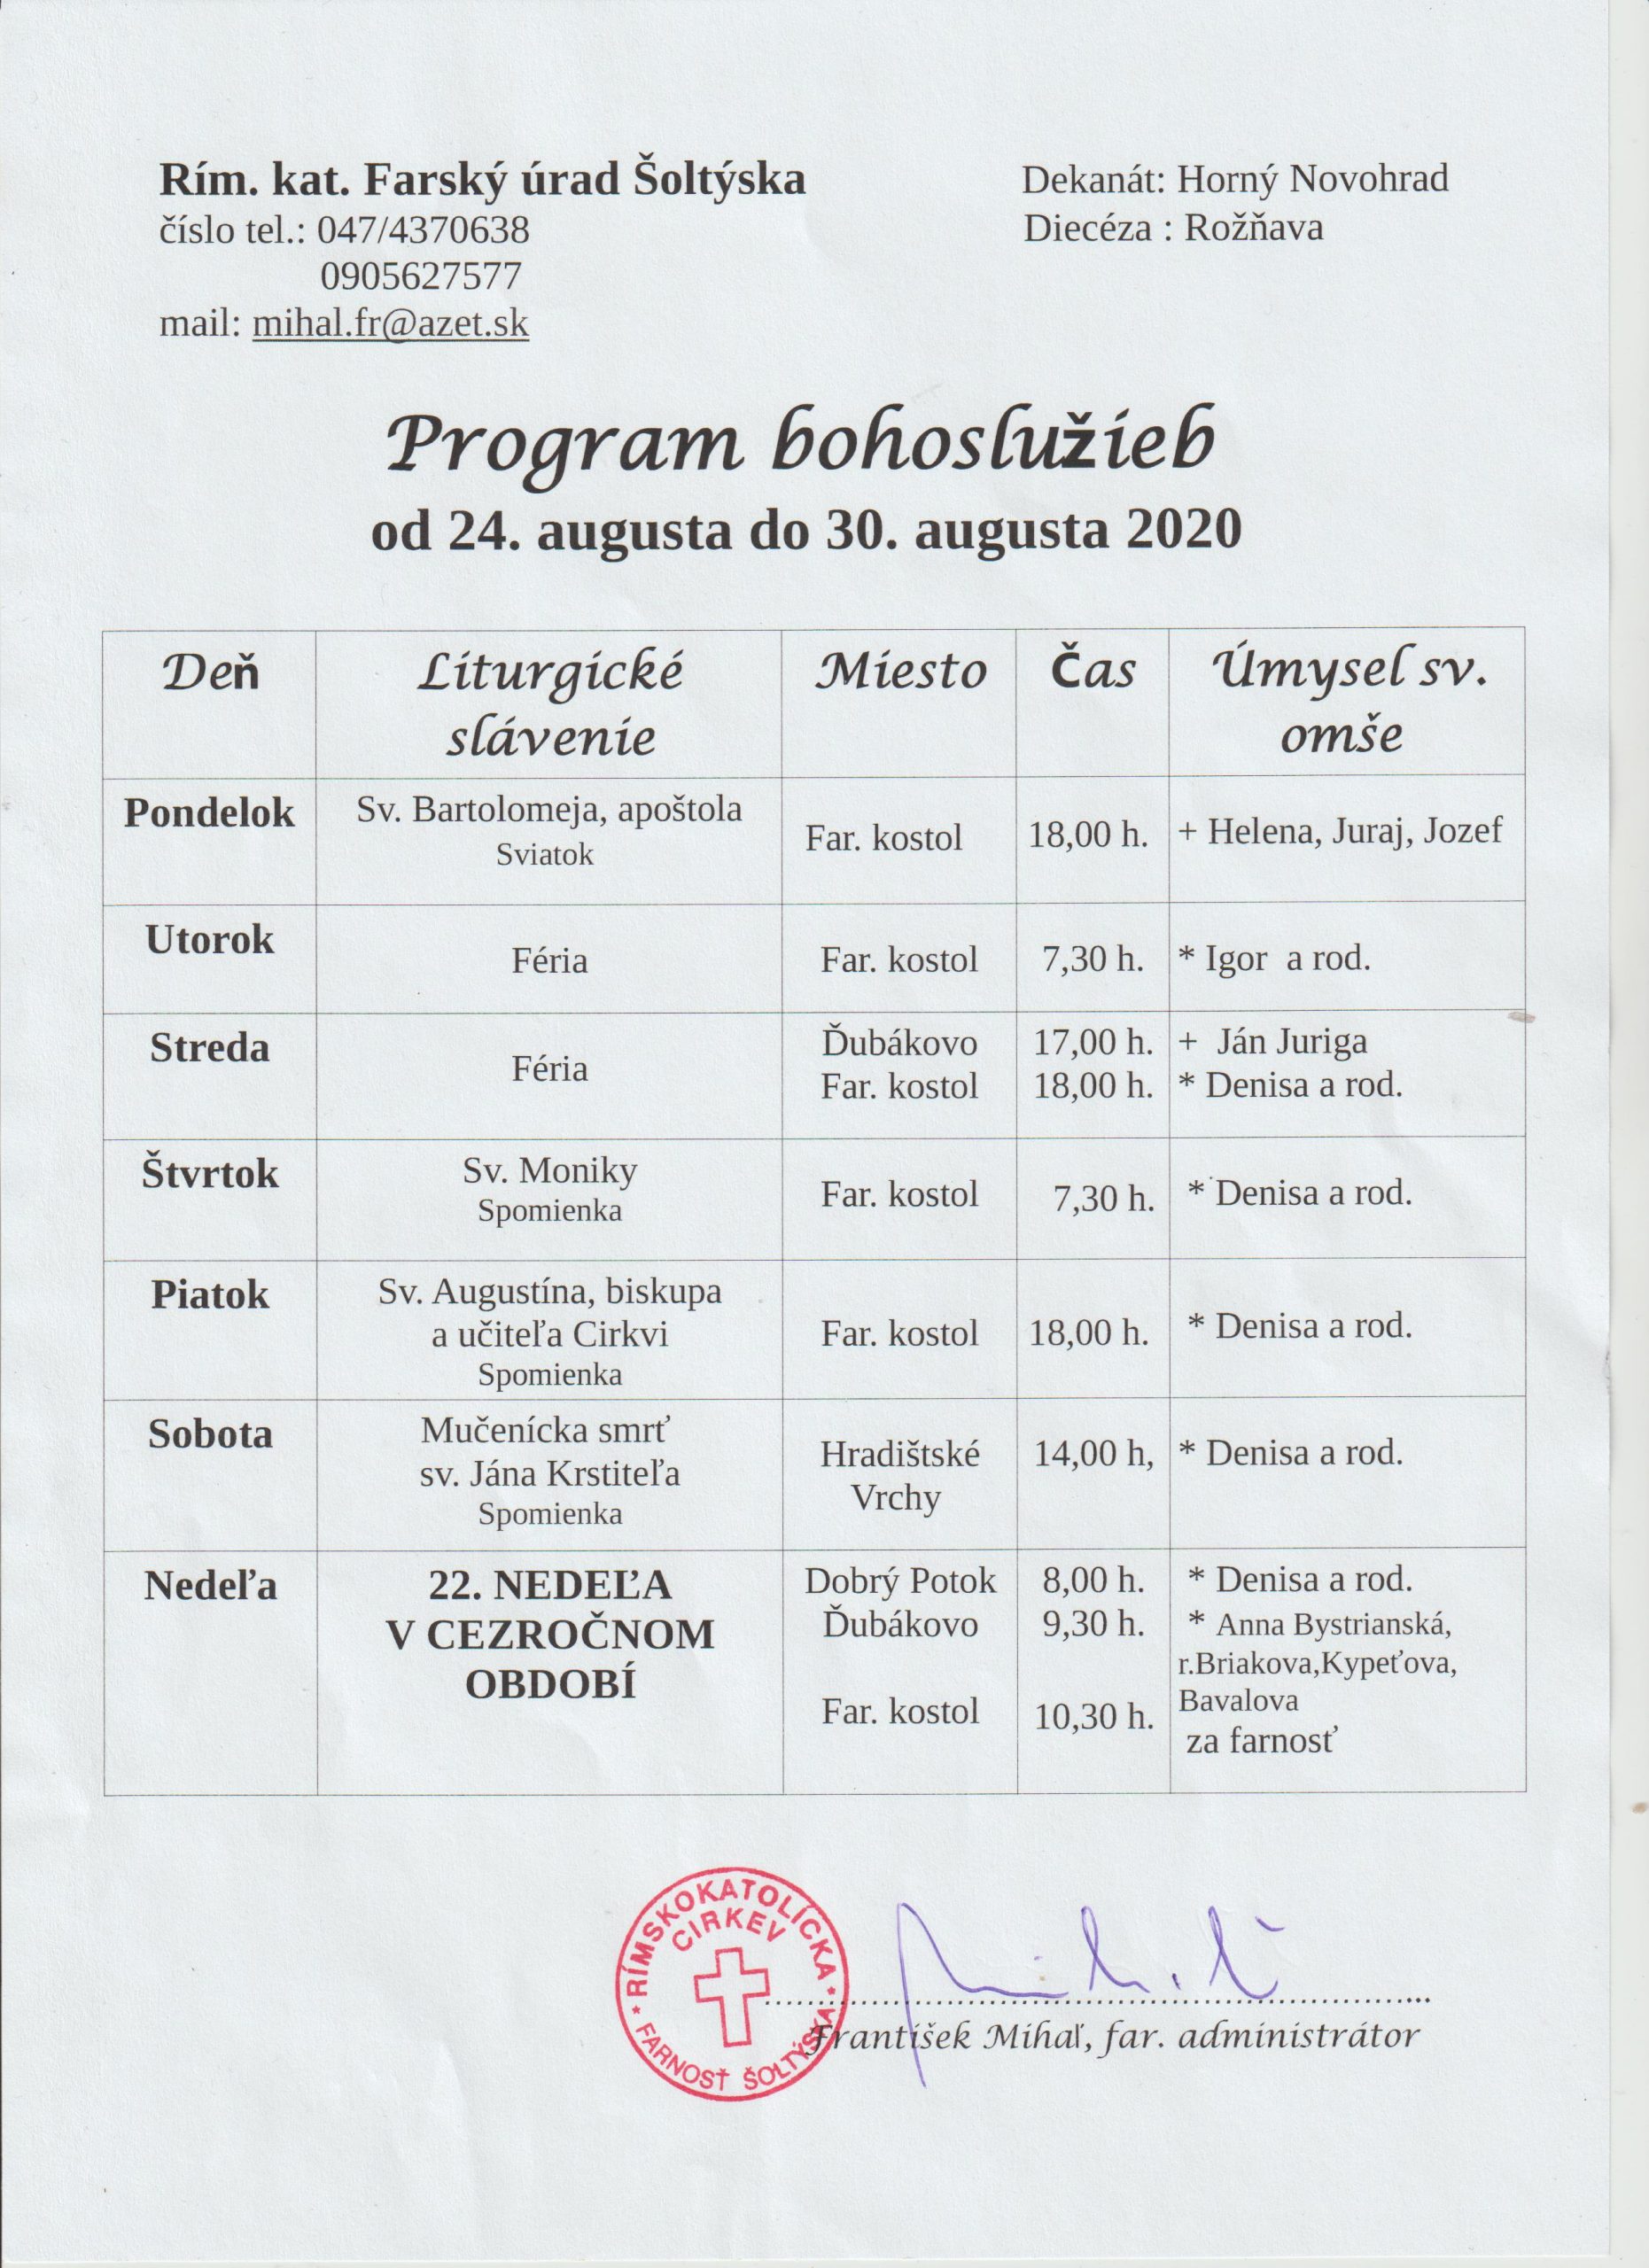 Rím. kat. Farský úrad Šoltýska
Dekanát: Horný Novohrad
číslo tel.: 047/4370638
Diecéza : Rožňava
0905627577
mail: mihal.fr@azet.sk
Program bohoslužieb
od 24. augusta do 30. augusta 2020
Deň Liturgické slávenie Miesto Čas Úmysel sv. omše
Pondelok
Sv. Bartolomeja, apoštola
Sviatok
Far. kostol 18,00 h. + Helena, Juraj, Jozef
Utorok
Féria Far. kostol 7,30 h. * Igor a rod.
Streda
Féria
Ďubákovo 17,00 h. + Ján Juriga
Far. kostol 18,00 h. * Denisa a rod.
Štvrtok
Sv. Moniky
Spomienka
Far. kostol 7,30 h. * Denisa a rod.
Piatok
Sv. Augustína, biskupa
a učiteľa Cirkvi
Spomienka
Far. kostol 18,00 h. * Denisa a rod.
Sobota
Mučenícka smrť
sv. Jána Krstiteľa
Spomienka
Hradištské
Vrchy
14,00 h, * Denisa a rod.
Nedeľa
22. NEDEĽA
V CEZROČNOM
OBDOBÍ
Dobrý Potok 8,00 h. * Denisa a rod.
Ďubákovo 9,30 h. * Anna Bystrianská,
r.Briakova,Kypeťova,
Bavalova
Far. kostol 10,30 h. za farnosť
RÍMSKOKATOLÍCKA
CIRKEV
* FARNOSŤ ŠOLTÝSKA *
František Mihaľ, far. administrátor